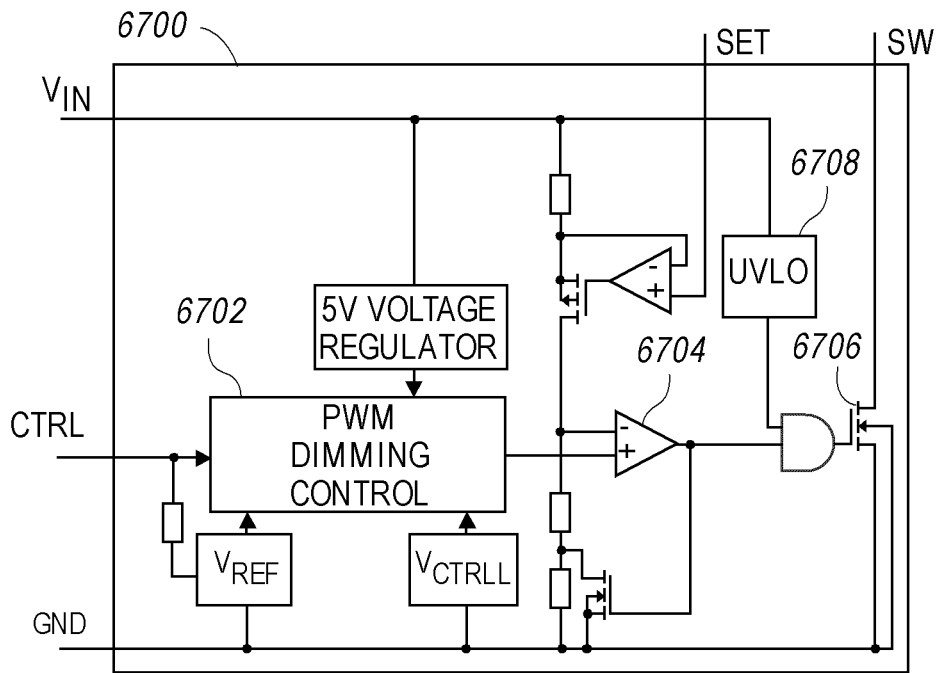 6700
SET
SW
VIN
6708
UVLO
6702
5V VOLTAGE
REGULATOR
-
+
6704
6706
CTRL
PWM
DIMMING
CONTROL
-
+
VREF
VCTRLL
GND